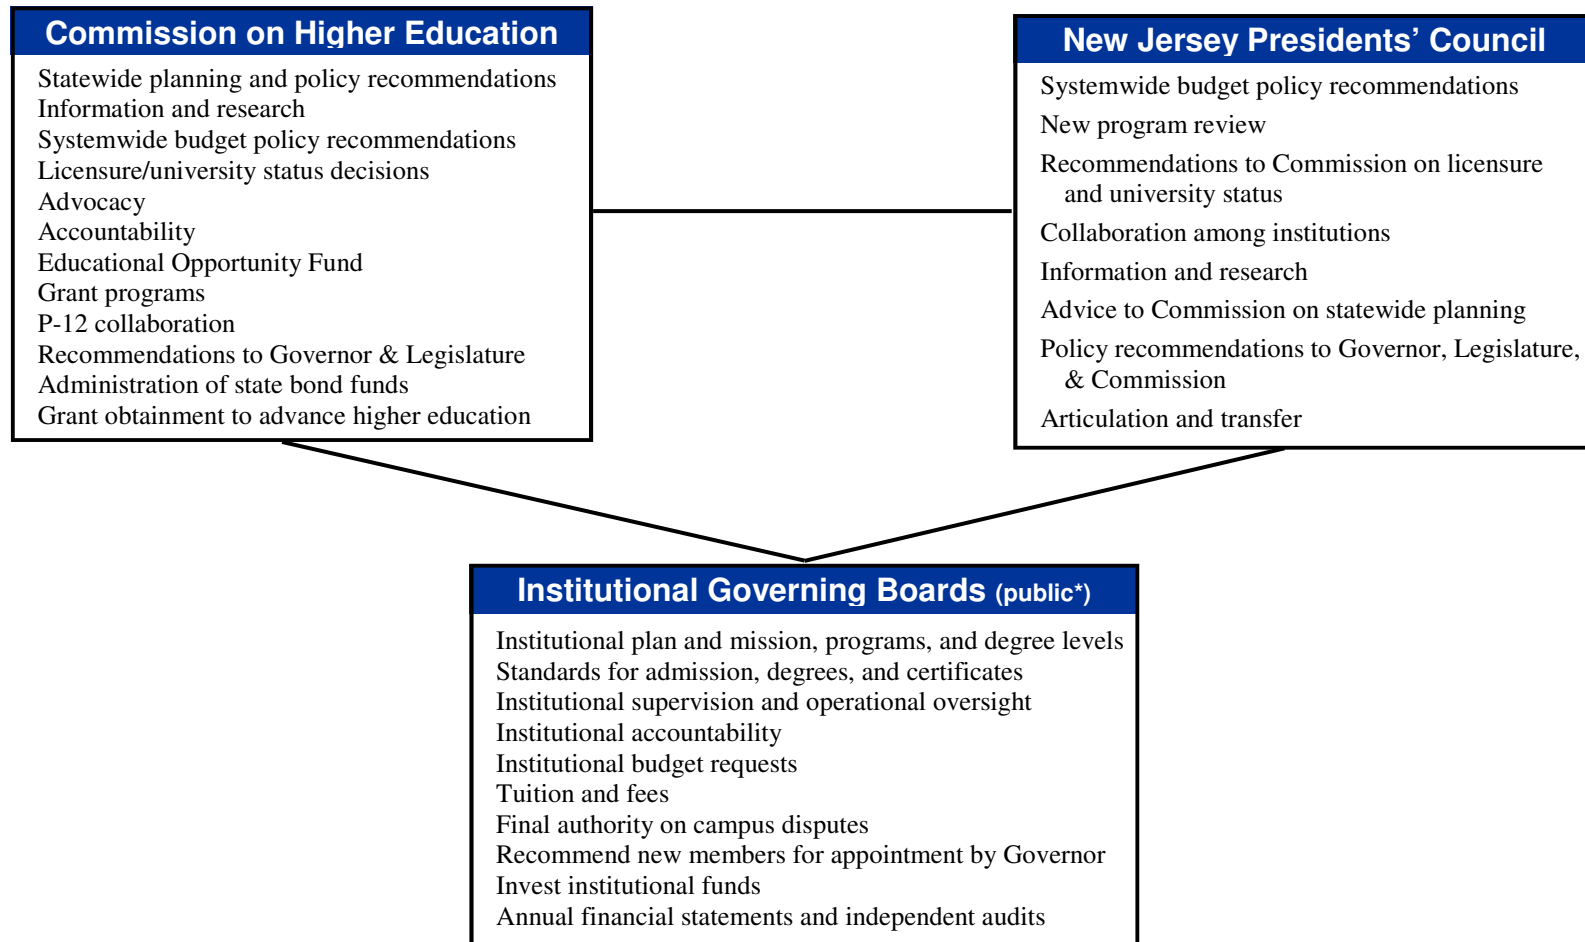 Commission on Higher Education
Statewide planning and policy recommendations
Information and research
Systemwide budget policy recommendations
Licensure/university status decisions
Advocacy
Accountability
Educational Opportunity Fund
Grant programs
P-12 collaboration
Recommendations to Governor & Legislature
Administration of state bond funds
Grant obtainment to advance higher education
New Jersey Presidents’ Council
Systemwide budget policy recommendations
New program review
Recommendations to Commission on licensure
and university status
Collaboration among institutions
Information and research
Advice to Commission on statewide planning
Policy recommendations to Governor, Legislature,
& Commission
Articulation and transfer
Institutional Governing Boards (public*)
Institutional plan and mission, programs, and degree levels
Standards for admission, degrees, and certificates
Institutional supervision and operational oversight
Institutional accountability
Institutional budget requests
Tuition and fees
Final authority on campus disputes
Recommend new members for appointment by Governor
Invest institutional funds
Annual financial statements and independent audits